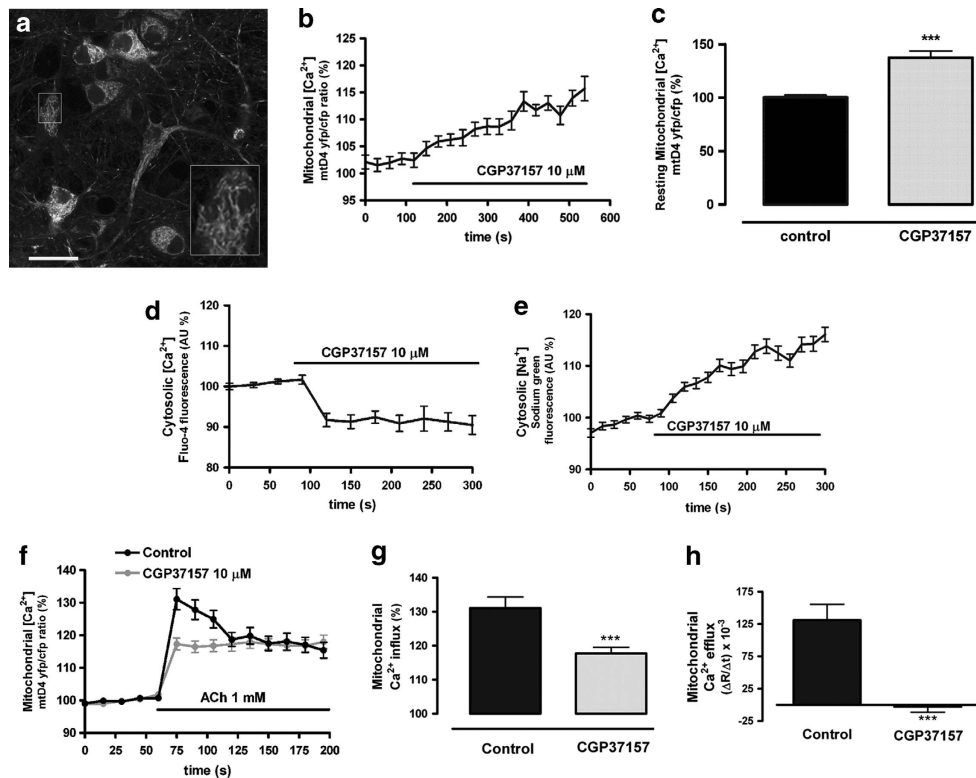 a
b
Mitochondrial [Ca2+]
mtD4 yfp/cfp ratio (%)
125
120
115
110
105
100
95
CGP37157 10 μM
0 100 200 300 400 500 600
time (s)
c
Resting Mitochondrial [Ca2+]
mtD4 yfp/cfp
(%)
150
100
50
0
***
control CGP37157
d
Cytosolic [Ca2+]
Fluo-4 fluorescence (AU %)
120
110
100
90
80
CGP37157 10 μM
0 50 100 150 200 250 300
time (s)
e
Cytosolic [Na+]
Sodium green
fluorescence (AU %)
120
110
100
90
CGP37157 10 μM
0 50 100 150 200 250 300
time (s)
f
Control
CGP37157 10 μM
Mitochondrial [Ca2+]
mtD4 yfp/cfp ratio (%)
140
130
120
110
100
90
ACh 1 mM
0 25 50 75 100 125 150 175 200
time (s)
g
Mitochondrial
Ca2+ influx (%)
140
130
120
110
100
***
Control CGP37157
h
Mitochondrial
Ca2+ efflux
(ΔR/Δt) x 10-3
175
125
75
25
-25
***
Control CGP37157